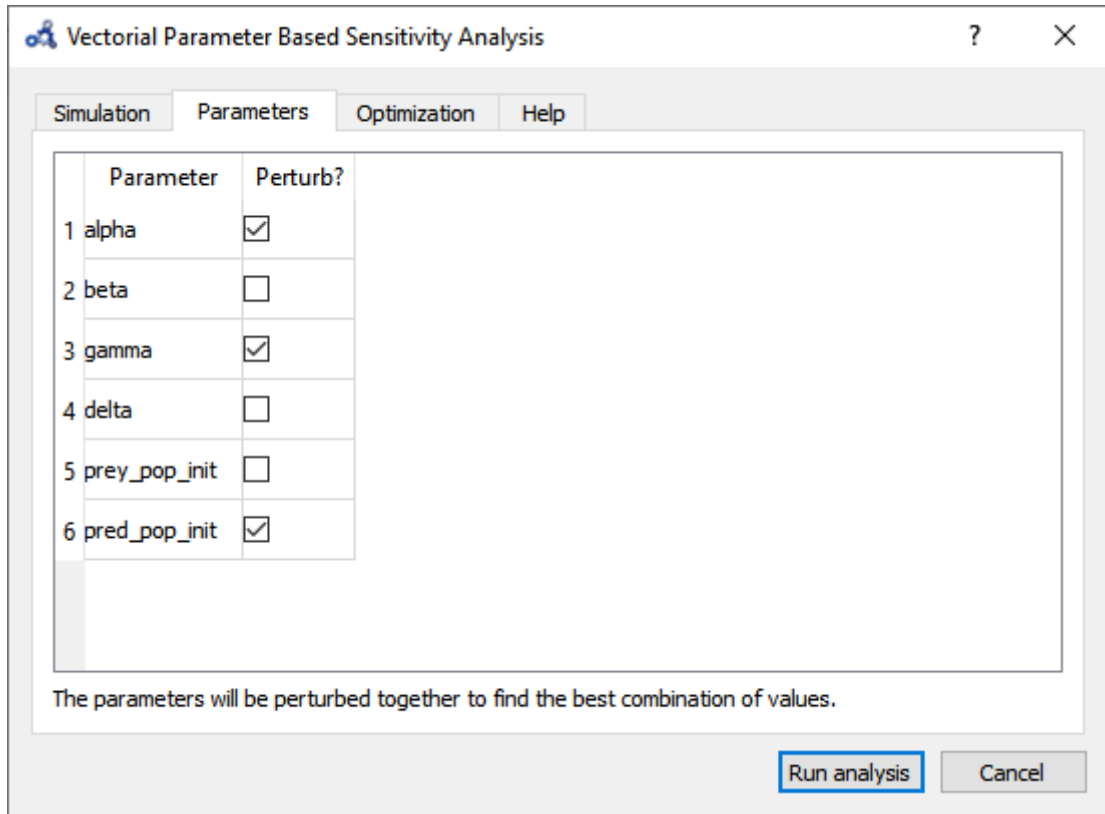 Vectorial Parameter Based Sensitivity Analysis ?
Simulation Parameters Optimization Help
Parameter Perturb?
1 alpha
2 beta
3 gamma
4 delta
5 prey_pop_init
6 pred_pop_init
The parameters will be perturbed together to find the best combination of values.
Run analysis Cancel